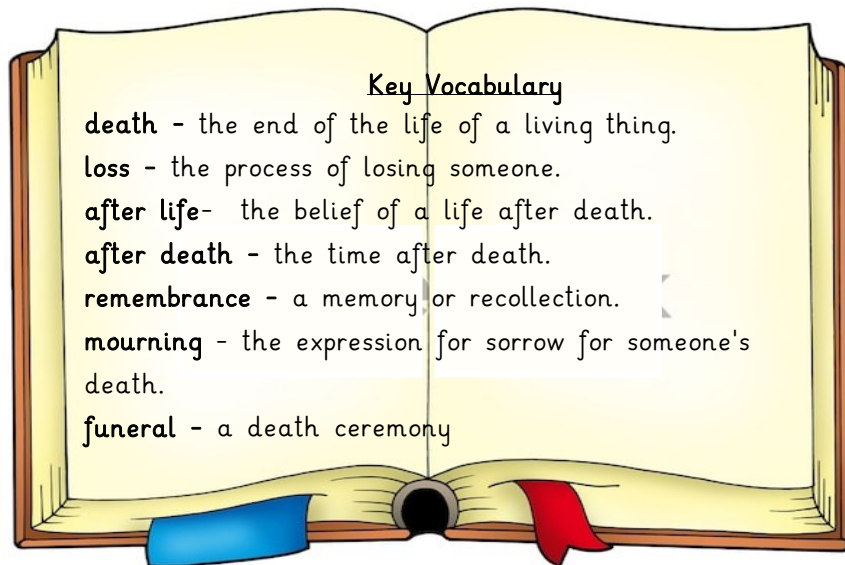 Key Vocabulary
death - the end of the life of a living thing.
loss - the process of losing someone.
after life-  the belief of a life after death.
after death - the time after death.
remembrance - a memory or recollection.
mourning - the expression for sorrow for someone's
death.
funeral - a death ceremony